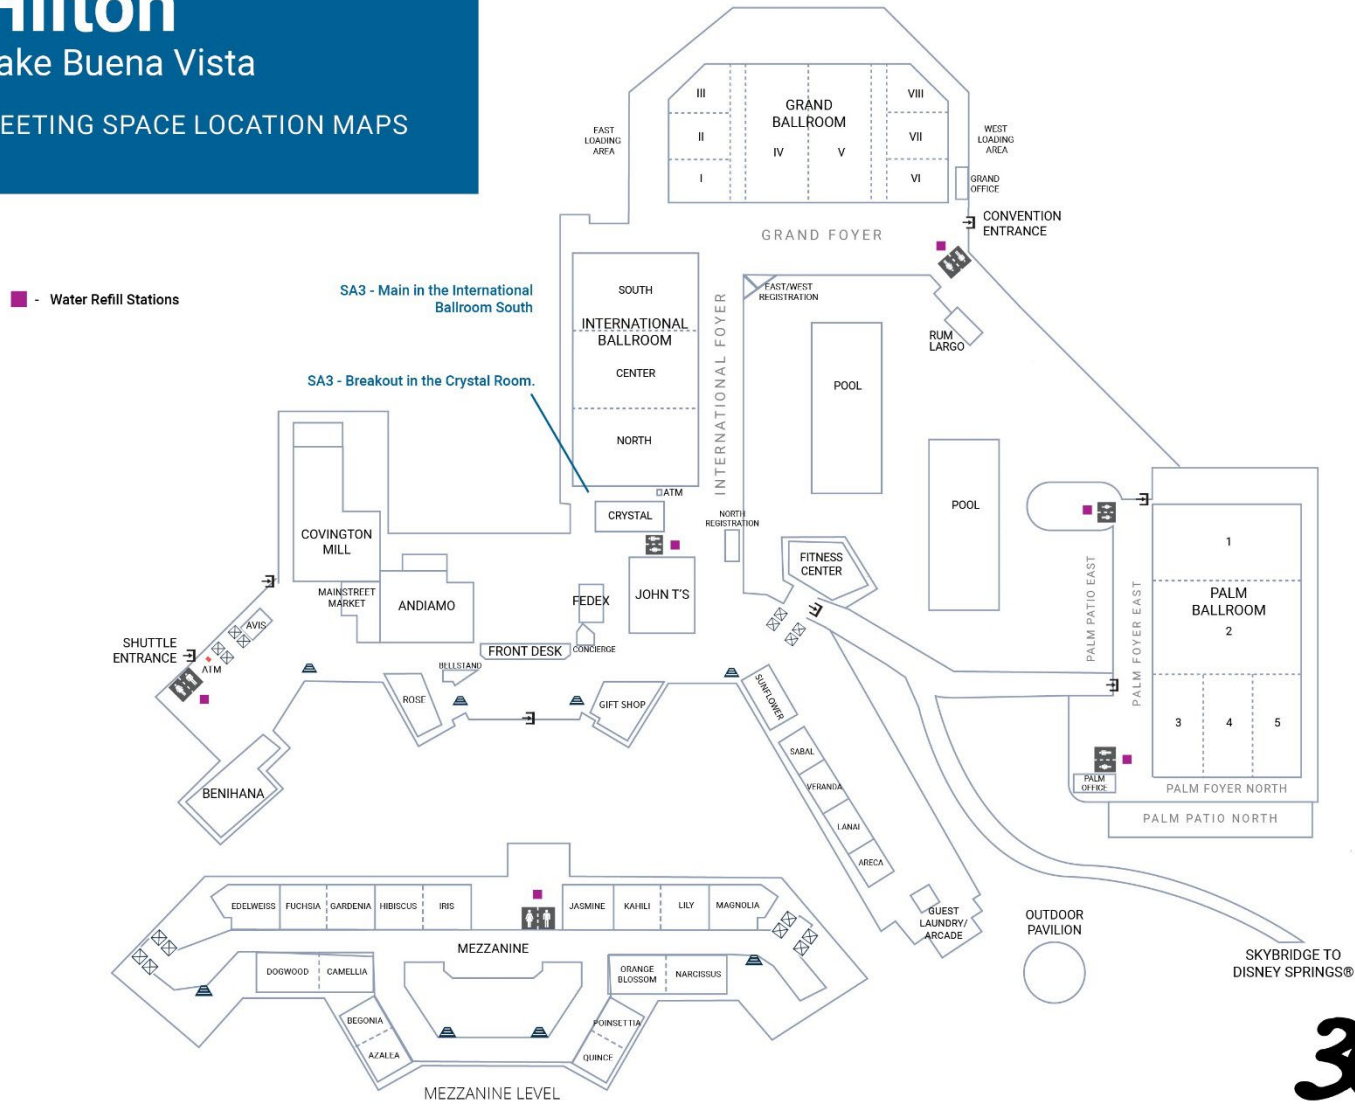 Hilton
ake Buena Vista
EETING SPACE LOCATION MAPS
- Water Refill Stations
SA3 - Main in the International
Ballroom South
SA3 - Breakout in the Crystal Room.
EAST
LOADING
AREA
III
II
I
GRAND
BALLROOM
IV
V
VIII
VII
VI
WEST
LOADING
AREA
GRAND
OFFICE
CONVENTION
ENTRANCE
GRAND FOYER
SOUTH
INTERNATIONAL
BALLROOM
CENTER
NORTH
INTERNATIONAL FOYER
EAST/WEST
REGISTRATION
RUM
LARGO
POOL
POOL
ATM
CRYSTAL
NORTH
REGISTRATION
COVINGTON
MILL
MAINSTREET
MARKET
ANDIAMO
FEDEX
JOHN T'S
FITNESS
CENTER
AVIS
SHUTTLE
ENTRANCE
ATM
FRONT DESK
CONCIERGE
BELLSTAND
ROSE
GIFT SHOP
BENIHANA
SUNFLOWER
SABAL
VERANDA
LANAI
ARECA
GUEST
LAUNDRY/
ARCADE
PALM PATIO EAST
PALM FOYER EAST
1
PALM
BALLROOM
2
3
4
5
PALM
OFFICE
PALM FOYER NORTH
PALM PATIO NORTH
OUTDOOR
PAVILION
SKYBRIDGE TO
DISNEY SPRINGS®
EDELWEISS
FUCHSIA
GARDENIA
HIBISCUS
IRIS
JASMINE
KAHILI
LILY
MAGNOLIA
MEZZANINE
DOGWOOD
CAMELLIA
ORANGE
BLOSSOM
NARCISSUS
BEGONIA
AZALEA
POINSETTIA
QUINCE
MEZZANINE LEVEL